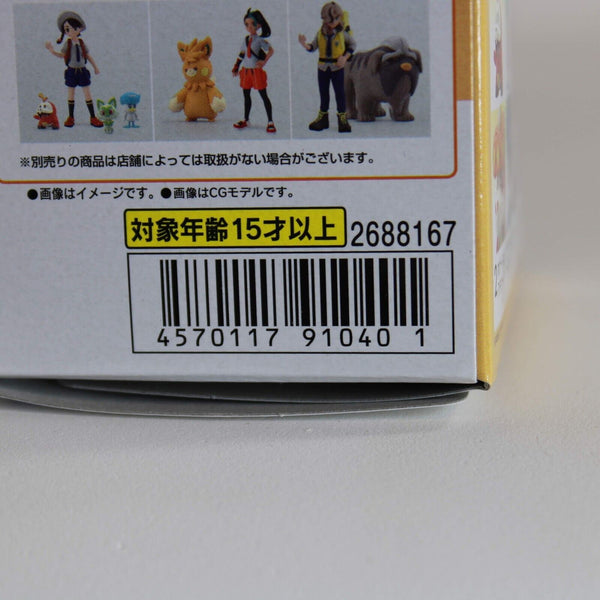 ※別売りの商品は店舗によっては取扱がない場合がございます。
●画像はイメージです。●画像はCGモデルです。
対象年齢15才以上 2688167
4570117 91040 1